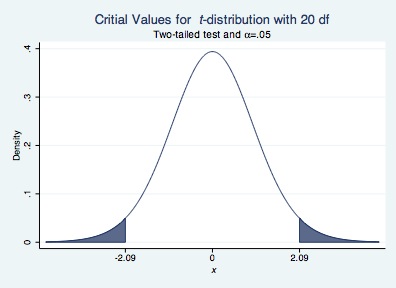 Critial Values for t-distribution with 20 df
Two-tailed test and α=.05
Density
.4
.3
.2
.1
0
-2.09
0
2.09
x